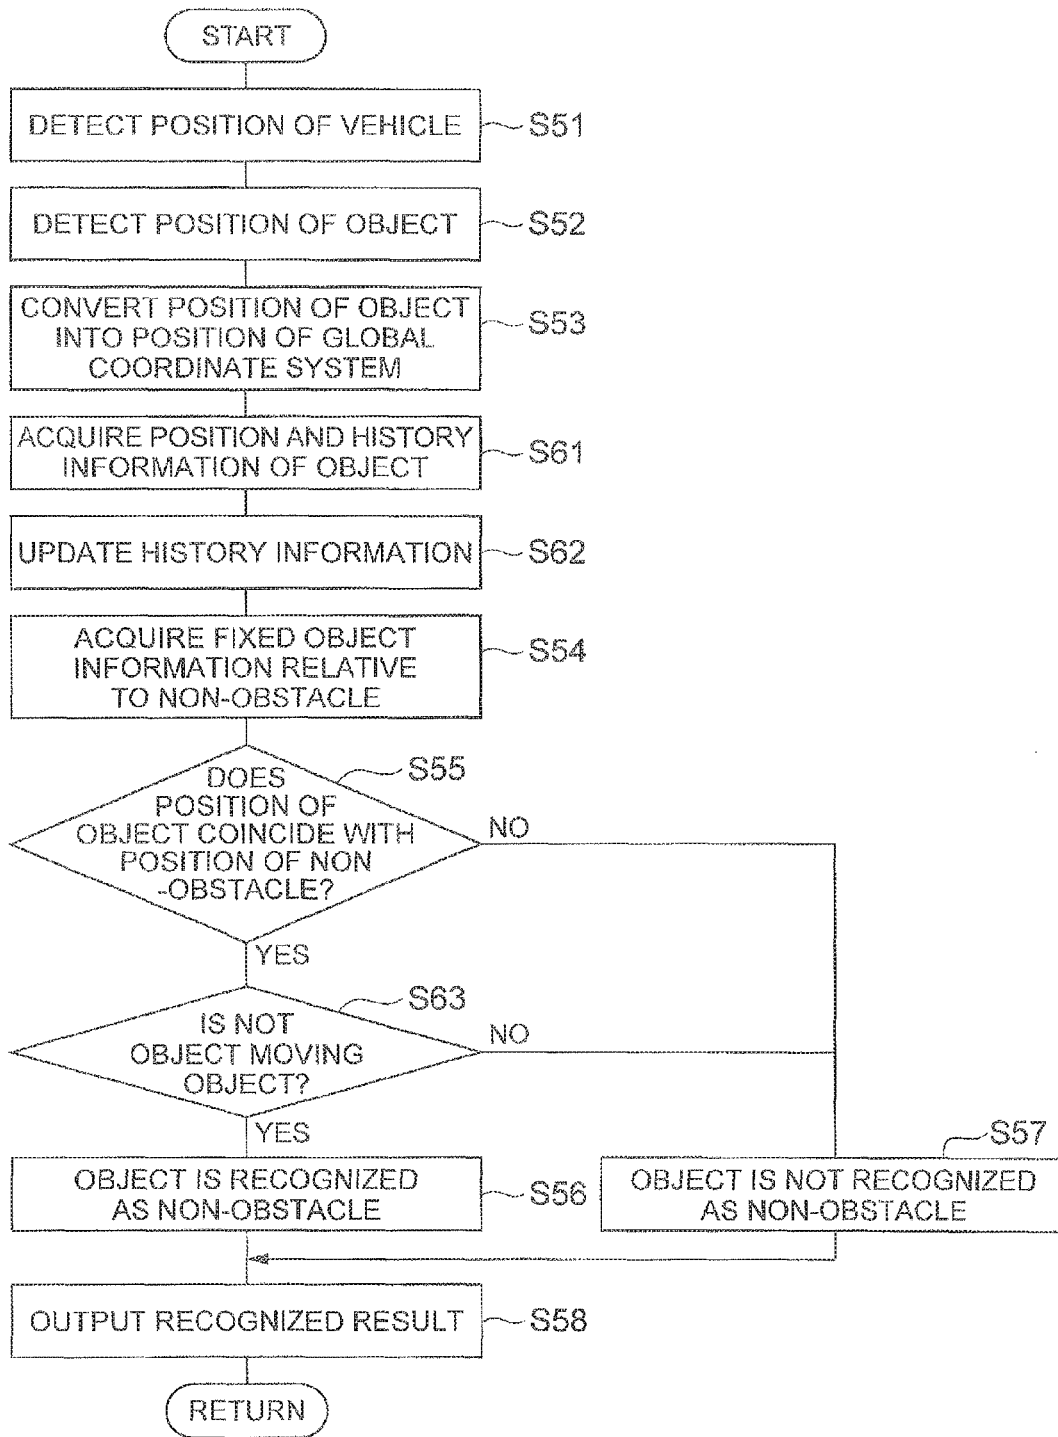 START
DETECT POSITION OF VEHICLE
S51
DETECT POSITION OF OBJECT
S52
CONVERT POSITION OF OBJECT
INTO POSITION OF GLOBAL
COORDINATE SYSTEM
S53
ACQUIRE POSITION AND HISTORY
INFORMATION OF OBJECT
S61
UPDATE HISTORY INFORMATION
S62
ACQUIRE FIXED OBJECT
INFORMATION RELATIVE
TO NON-OBSTACLE
S54
S55
DOES
POSITION OF
OBJECT COINCIDE WITH
POSITION OF NON
-OBSTACLE?
NO
YES
S63
IS NOT
OBJECT MOVING
OBJECT?
NO
YES
S57
OBJECT IS RECOGNIZED
AS NON-OBSTACLE
S56
OBJECT IS NOT RECOGNIZED
AS NON-OBSTACLE
OUTPUT RECOGNIZED RESULT
S58
RETURN